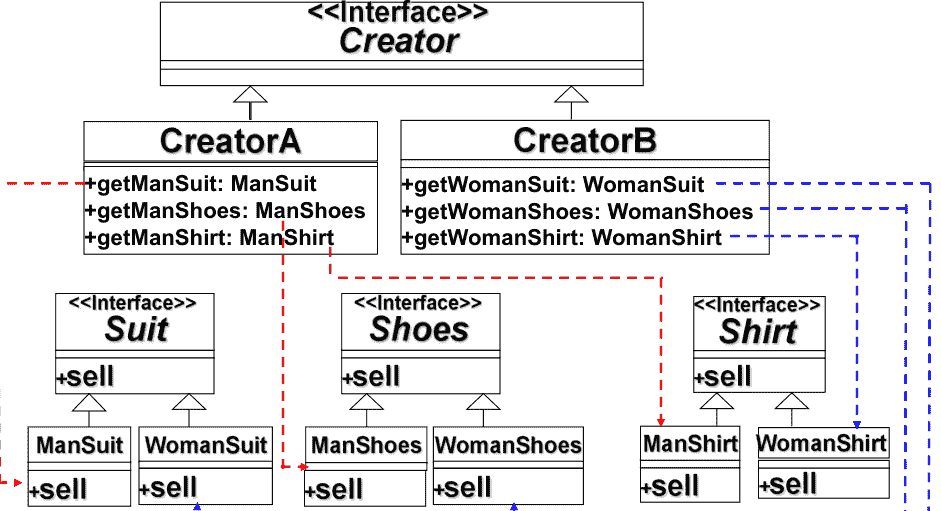 <<Interface>>
Creator
CreatorA
+getManSuit: ManSuit
+getManShoes: ManShoes
+getManShirt: ManShirt
CreatorB
+getWomanSuit: WomanSuit
+getWomanShoes: WomanShoes
+getWomanShirt: WomanShirt
<<Interface>>
Suit
+sell
<<Interface>>
Shoes
+sell
<<Interface>>
Shirt
+sell
ManSuit
+sell
WomanSuit
+sell
ManShoes
+sell
WomanShoes
+sell
ManShirt
+sell
WomanShirt
+sell